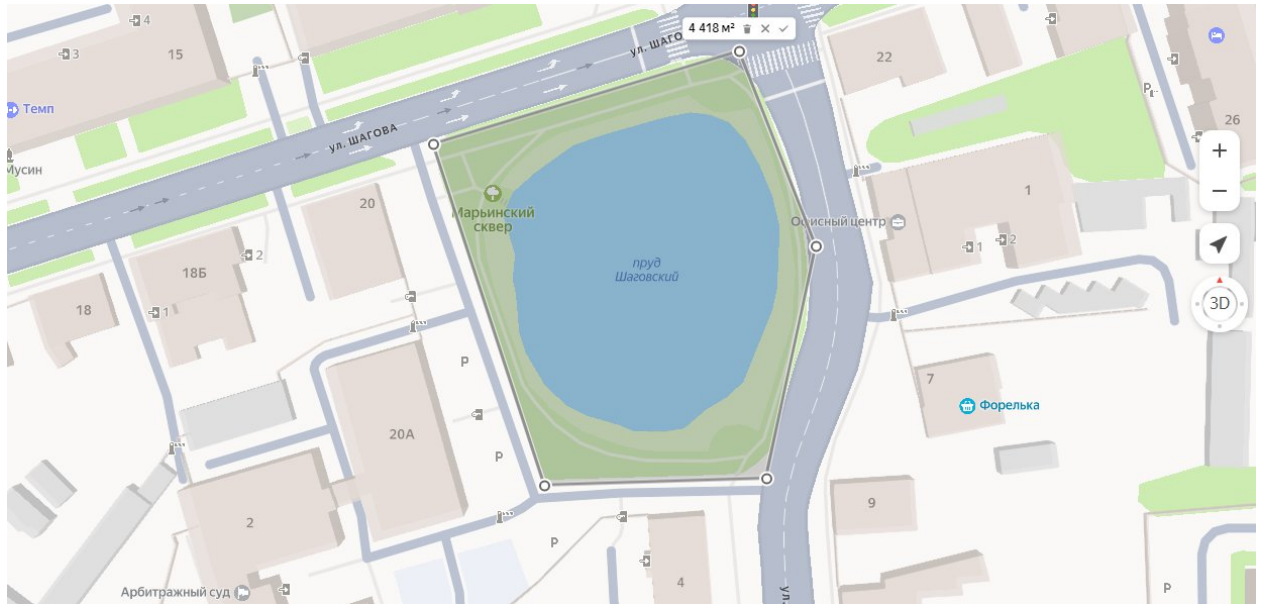 4
3
15
Темп
Мусин
ул. ШАГО
4 418 м²
22
P
26
ул. ШАГОВА
20
Марьинский
сквер
1
Офисный центр
1
2
2
18Б
пруд
Шаговский
18
1
3D
P
7
Форелька
20А
P
9
2
P
4
P
Арбитражный суд
ул.